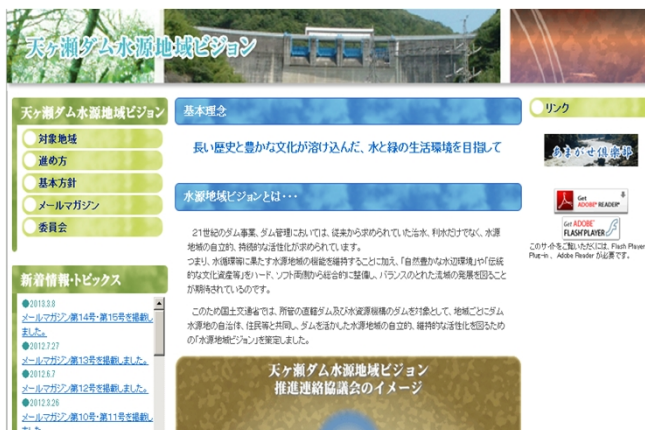 天ヶ瀬ダム水源地域ビジョン
天ヶ瀬ダム水源地域ビジョン
対象地域
進め方
基本方針
メールマガジン
委員会
新着情報・トピックス
●2013.3.8
メールマガジン第14号・第15号を掲載し
ました。
●2012.7.27
メールマガジン第13号を掲載しました。
●2012.6.7
メールマガジン第12号を掲載しました。
●2012.3.26
メールマガジン第10号・第11号を掲載し
基本理念
長い歴史と豊かな文化が溶け込んだ、水と緑の生活環境を目指して
水源地域ビジョンとは・・・
21世紀のダム事業、ダム管理においては、従来から求められていた治水、利水だけでなく、水源
地域の自立的、持続的な活性化が求められています。
つまり、水循環等に果たす水源地域の機能を維持することに加え、「自然豊かな水辺環境」や「伝統
的な文化資産等」をハード、ソフト両側から総合的に整備し、バランスのとれた流域の発展を図ること
が期待されているのです。
このため国土交通省では、所管の直轄ダム及び水資源機構のダムを対象として、地域ごとにダム
水源地の自治体、住民等と共同し、ダムを活かした水源地域の自立的、維持的な活性化を図るため
の「水源地域ビジョン」を策定しました。
天ヶ瀬ダム水源地域ビジョン
推進連絡協議会のイメージ
リンク
あまがせ倶楽部
Get
ADOBE® READER®
Get ADOBE®
FLASH® PLAYER
このサイトをご覧いただくには、Flash Player
Plug-in 、Adobe Reader が必要です。